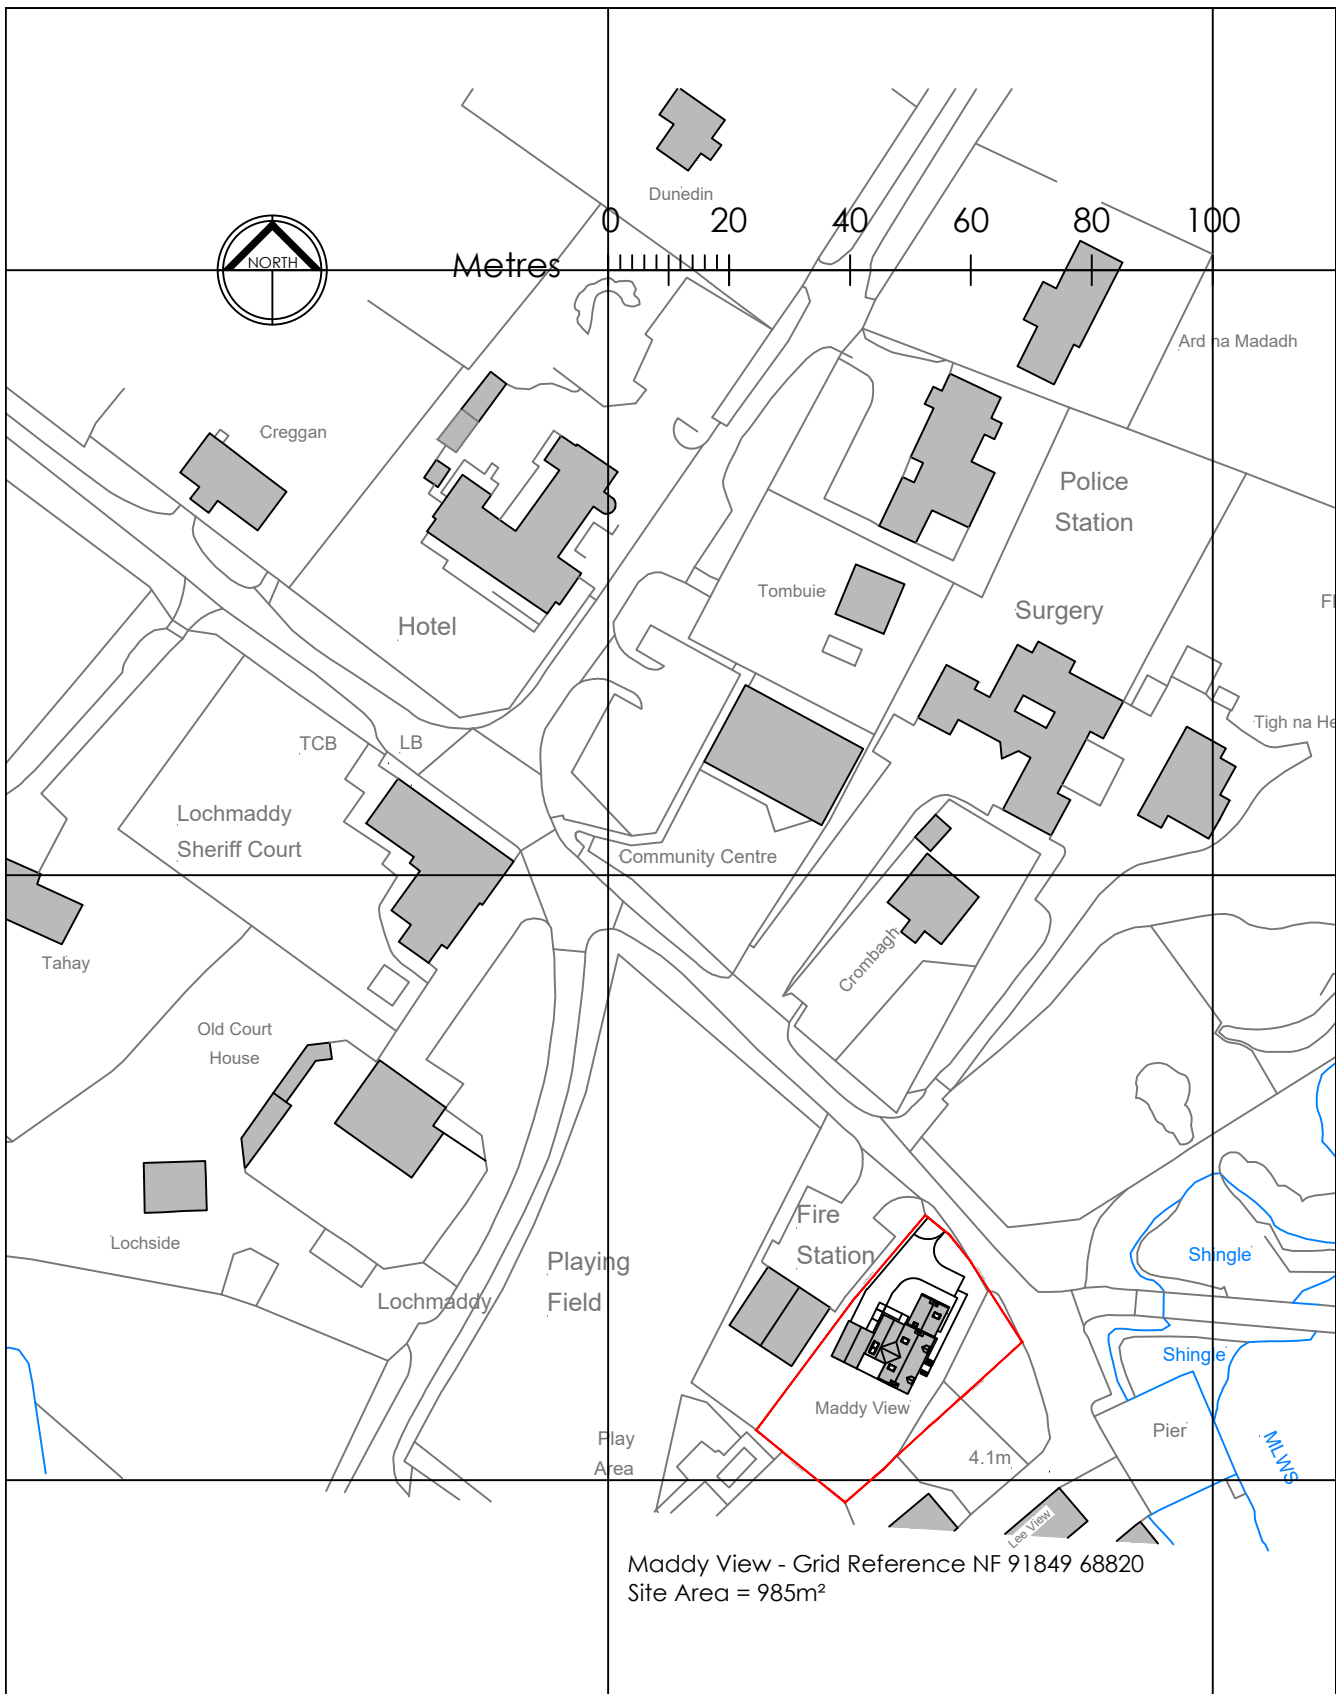 Dunedin
0 20 40 60 80 100
Metres
NORTH
Ard na Madadh
Creggan
Police
Station
Tombuie
Surgery
Hotel
TCB
LB
Tigh na He
Lochmaddy
Sheriff Court
Community Centre
Crombagh
Tahay
Old Court
House
Lochside
Fire
Station
Playing
Field
Lochmaddy
Shingle
Shingle
Maddy View
Pier
MLWS
Play
Area
4.1m
Lee View
Maddy View - Grid Reference NF 91849 68820
Site Area = 985m²